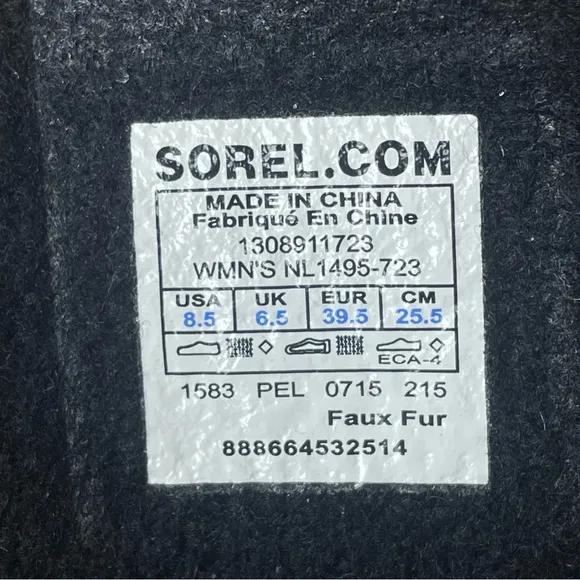 SOREL.COM
MADE IN CHINA
Fabriqué En Chine
1308911723
WMN'S NL1495-723
USA UK EUR CM
8.5 6.5 39.5 25.5
ECA-4
1583 PEL 0715 215
Faux Fur
888664532514